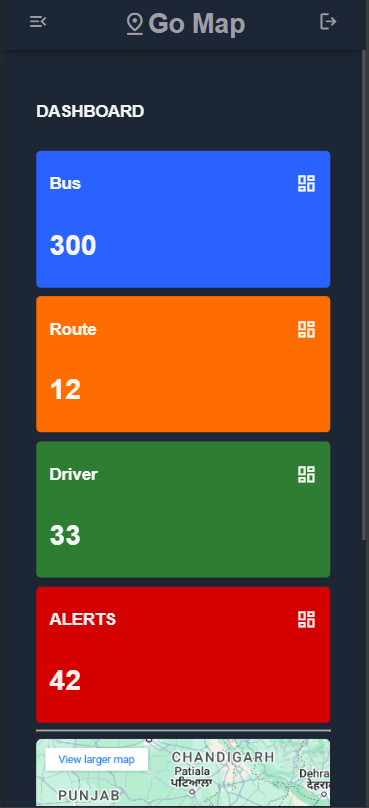 Go Map
DASHBOARD
Bus
300
Route
12
Driver
33
ALERTS
42
View larger map
CHANDIGARH
Patiala
ਪਟਿਆਲਾ
Dehra
देहरा
PUNJAB